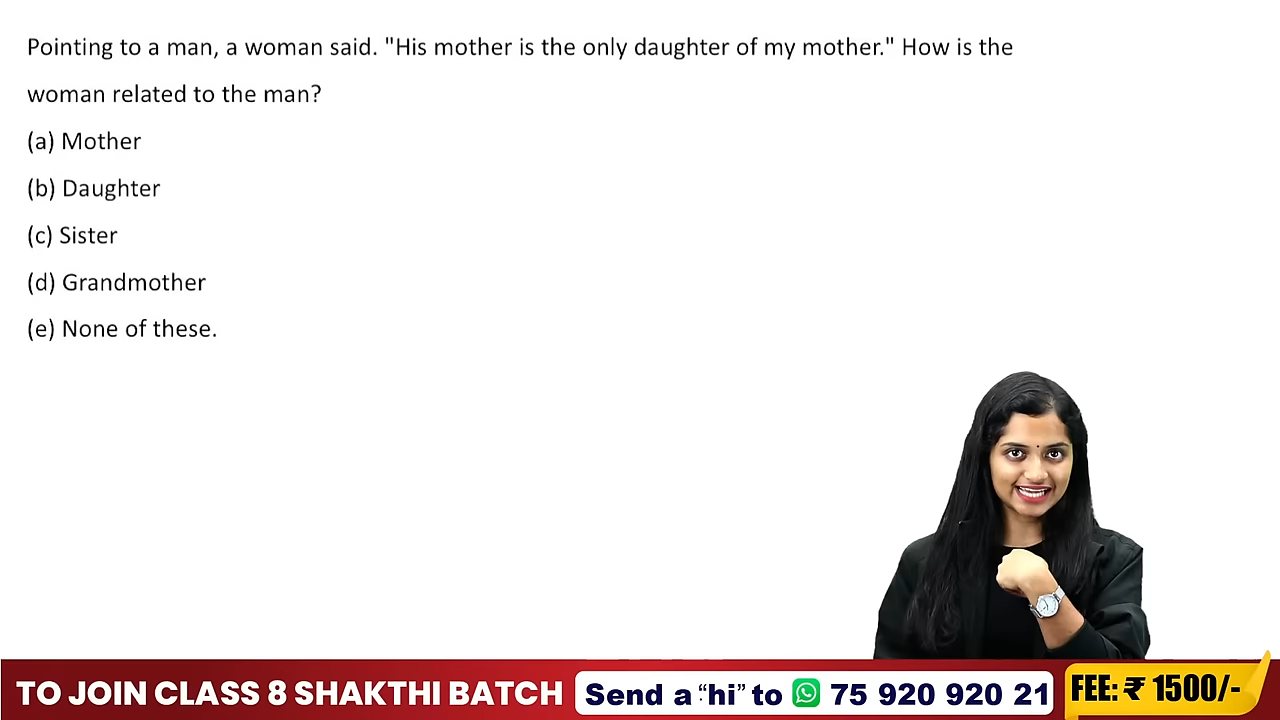 Pointing to a man, a woman said. "His mother is the only daughter of my mother." How is the
woman related to the man?
(a) Mother
(b) Daughter
(c) Sister
(d) Grandmother
(e) None of these.
TO JOIN CLASS 8 SHAKTHI BATCH
Send a “hi” to 75 920 920 21
FEE: ₹ 1500/-